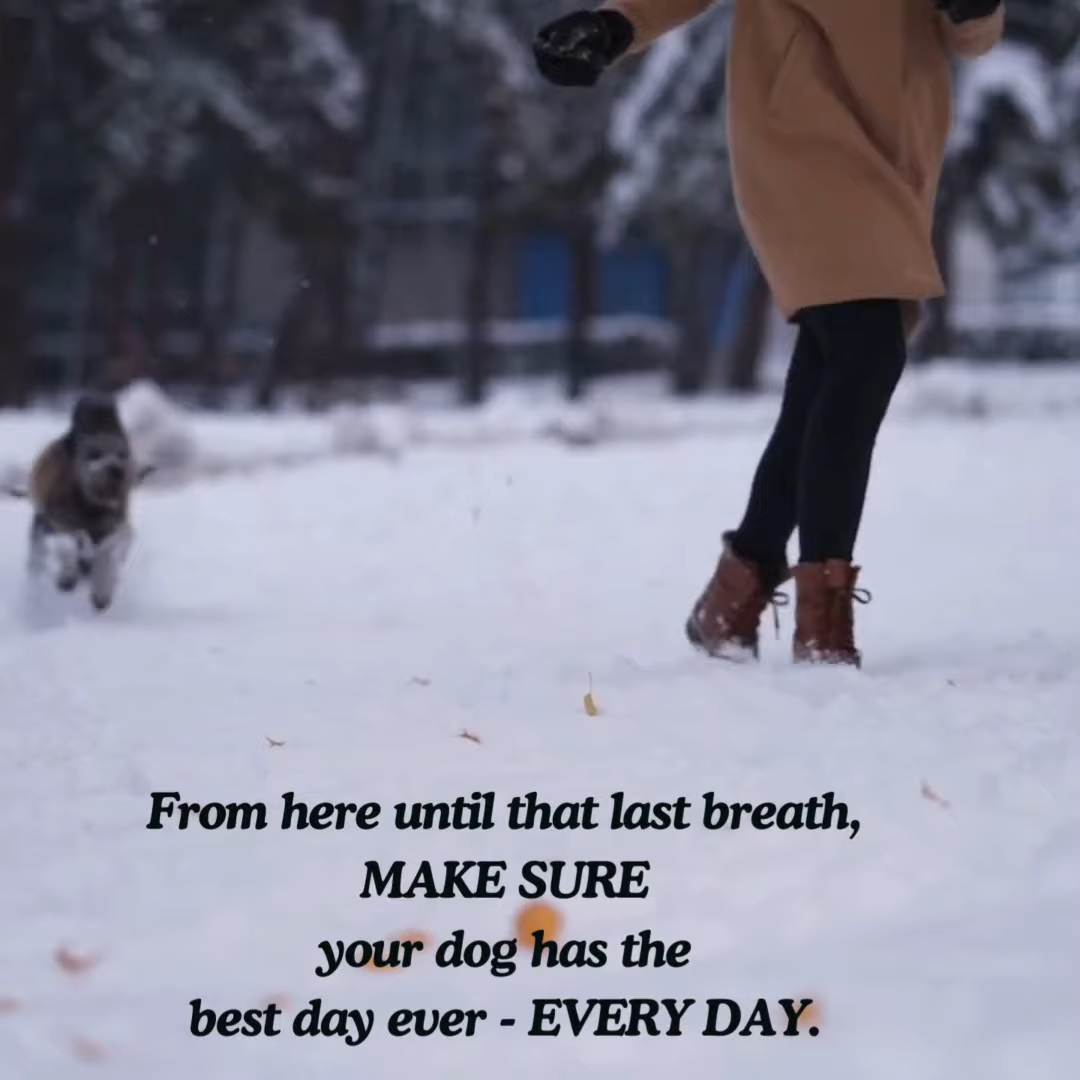 From here until that last breath,
MAKE SURE
your dog has the
best day ever - EVERY DAY.